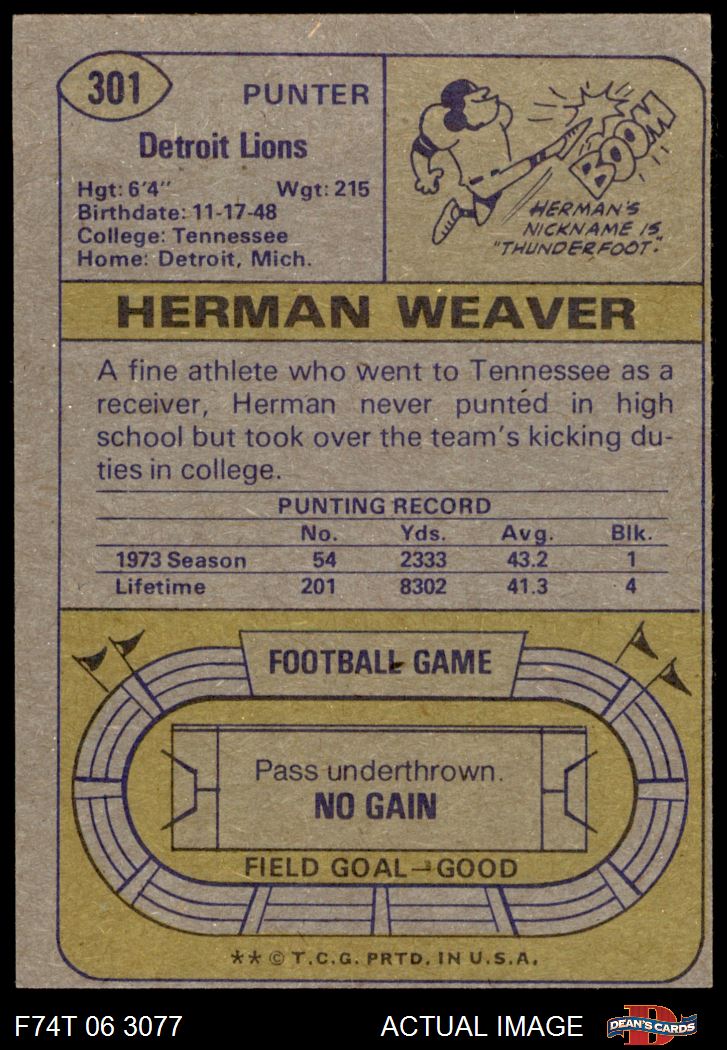 301
PUNTER
Detroit Lions
Hgt: 6'4" Wgt: 215
Birthdate: 11-17-48
College: Tennessee
Home: Detroit, Mich.
BOOM
HERMAN'S
NICKNAME IS
"THUNDERFOOT."
HERMAN WEAVER
A fine athlete who went to Tennessee as a
receiver, Herman never punted in high
school but took over the team's kicking du-
ties in college.
PUNTING RECORD
No. Yds. Avg. Blk.
1973 Season 54 2333 43.2 1
Lifetime 201 8302 41.3 4
FOOTBALL GAME
Pass underthrown.
NO GAIN
FIELD GOAL—GOOD
** © T.C.G. PRTD. IN U.S.A.
F74T 06 3077 ACTUAL IMAGE
DEAN'S CARDS